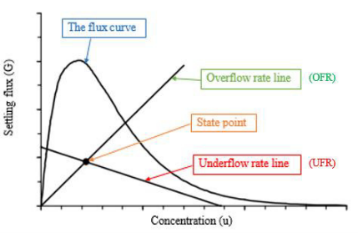 The flux curve
Settling flux (G)
Overflow rate line (OFR)
State point
Underflow rate line (UFR)
Concentration (u)